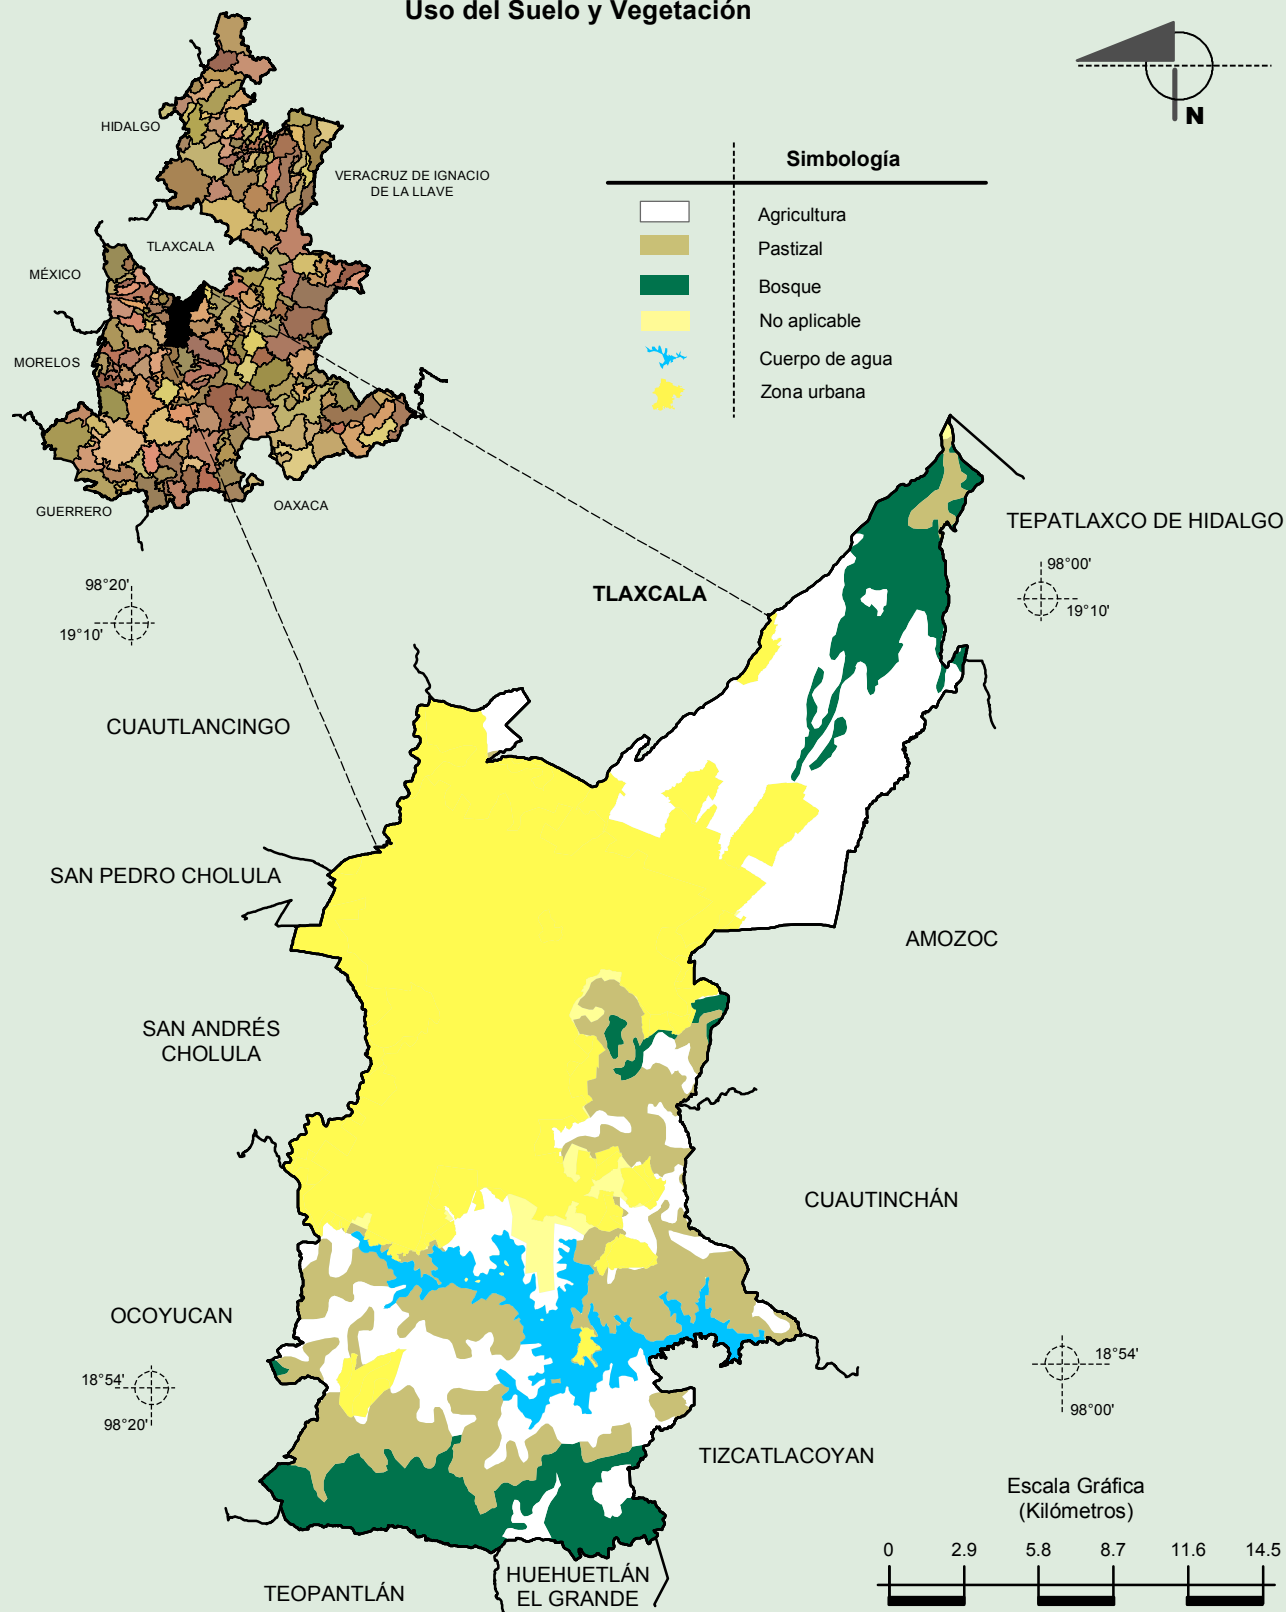 Uso del Suelo y Vegetación
N
HIDALGO
VERACRUZ DE IGNACIO
DE LA LLAVE
TLAXCALA
MÉXICO
MORELOS
GUERRERO
OAXACA
Simbología
Agricultura
Pastizal
Bosque
No aplicable
Cuerpo de agua
Zona urbana
TEPATLAXCO DE HIDALGO
98°20'
19°10'
TLAXCALA
98°00'
19°10'
CUAUTLANCINGO
SAN PEDRO CHOLULA
AMOZOC
SAN ANDRÉS
CHOLULA
CUAUTINCHÁN
OCOYUCAN
18°54'
98°20'
18°54'
98°00'
TIZCATLACOYAN
TEOPANTLÁN
HUEHUETLÁN
EL GRANDE
Escala Gráfica
(Kilómetros)
0 2.9 5.8 8.7 11.6 14.5